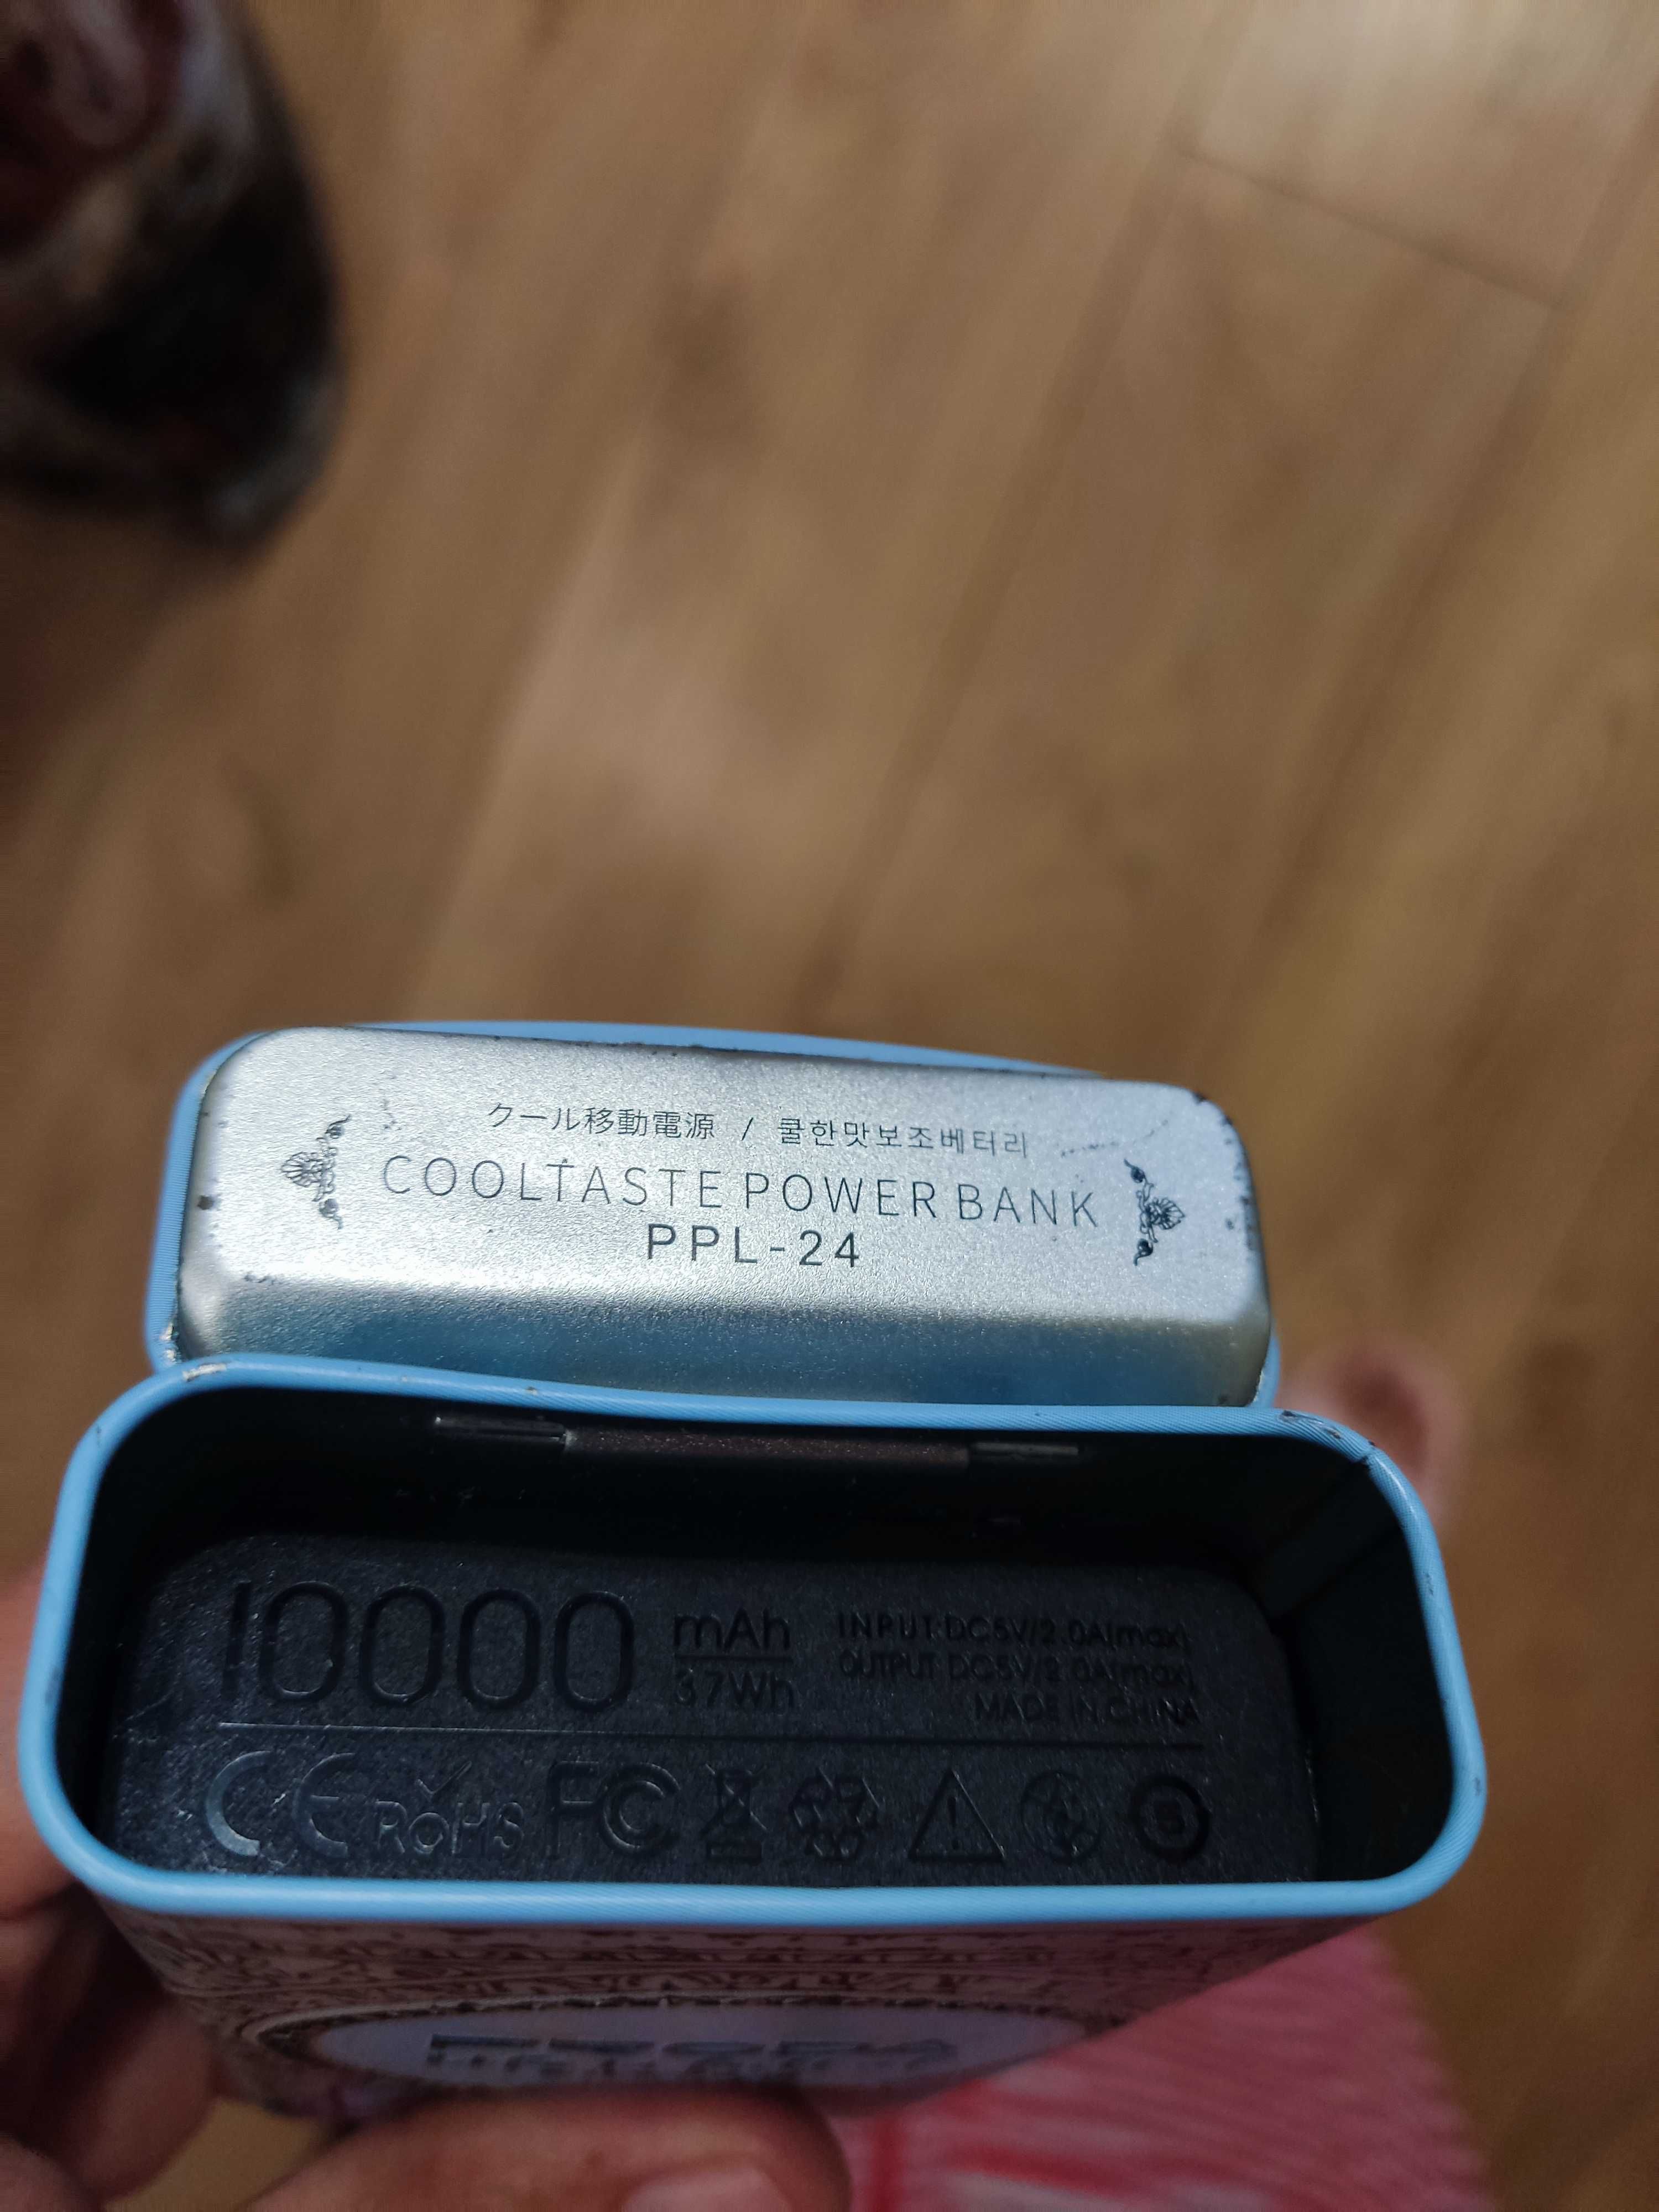 クール移動電源 / 쿨한맛보조베터리
COOLTASTE POWER BANK
PPL-24
10000 mAh
37Wh
INPUT:DC5V/2.0A(max)
OUTPUT:DC5V/2.0A(max)
MADE IN CHINA
CE RoHS FC